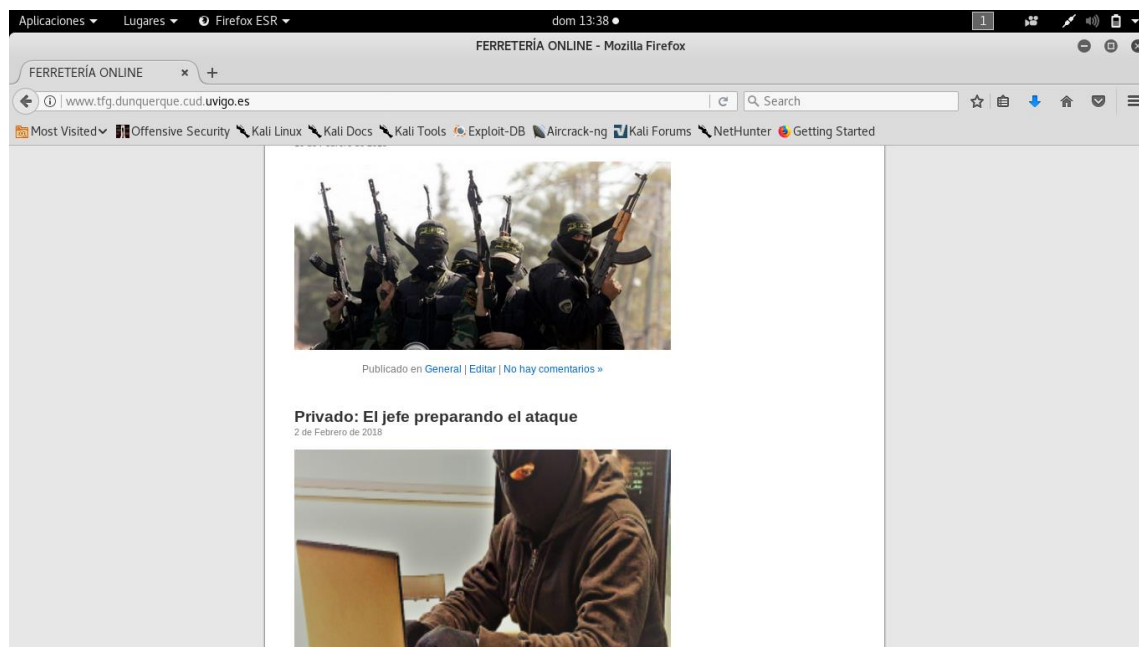 Aplicaciones Lugares Firefox ESR dom 13:38 1
FERRETERÍA ONLINE - Mozilla Firefox
FERRETERÍA ONLINE × +
www.tfg.dunquerque.cud.uvigo.es Search
Most Visited Offensive Security Kali Linux Kali Docs Kali Tools Exploit-DB Aircrack-ng Kali Forums NetHunter Getting Started
Publicado en General | Editar | No hay comentarios »
Privado: El jefe preparando el ataque
2 de Febrero de 2018